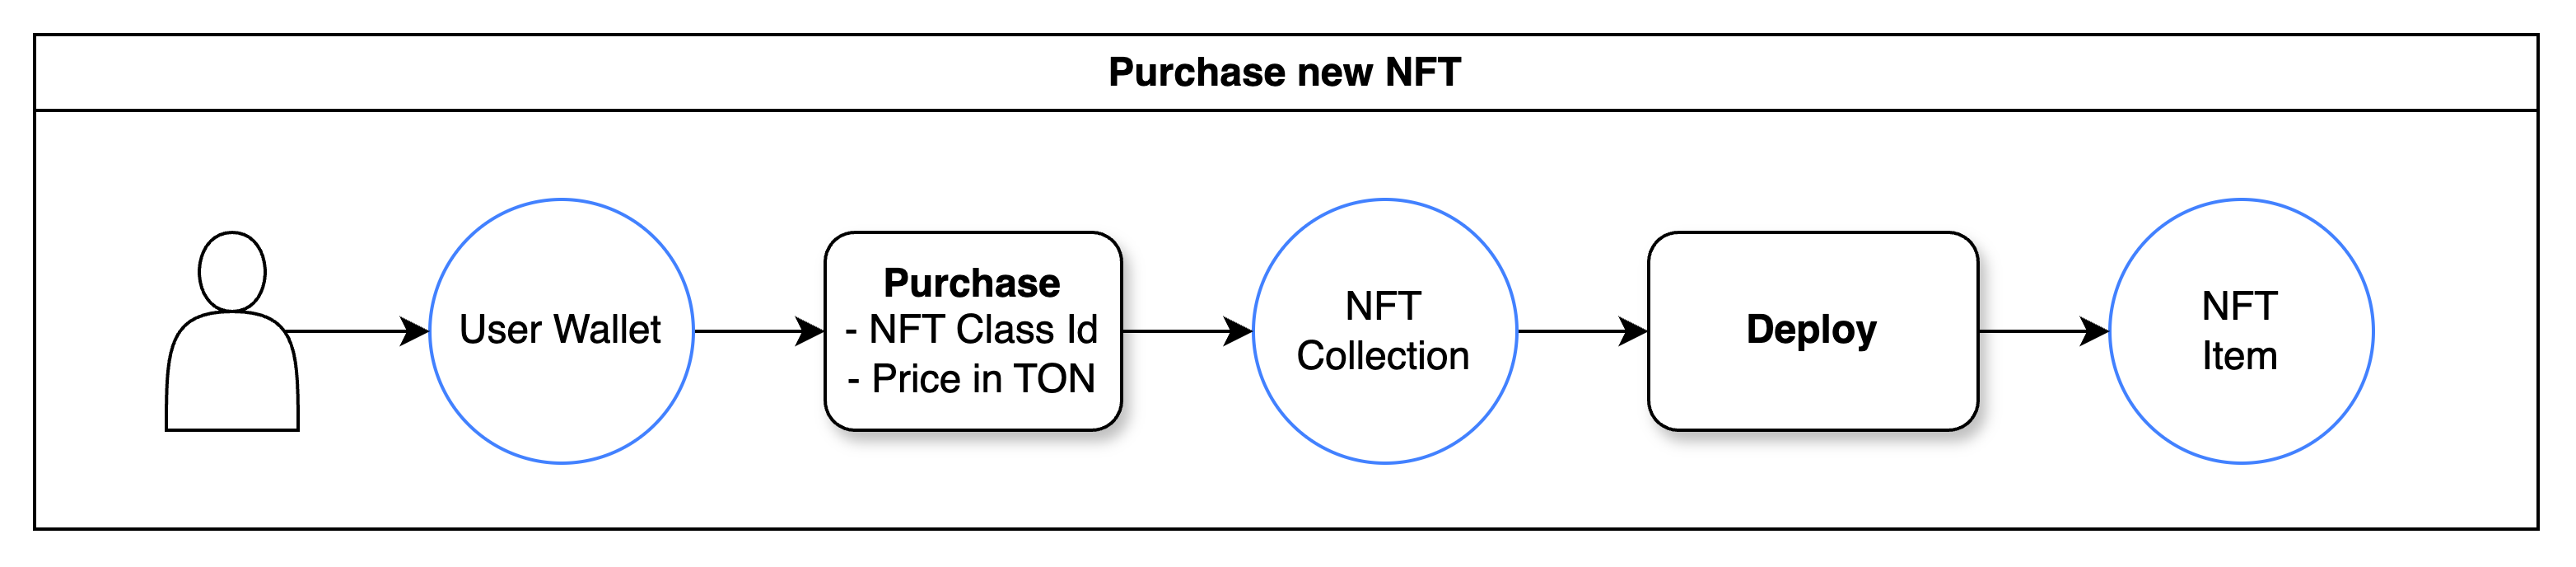 Purchase new NFT
User Wallet
Purchase
- NFT Class Id
- Price in TON
NFT
Collection
Deploy
NFT
Item